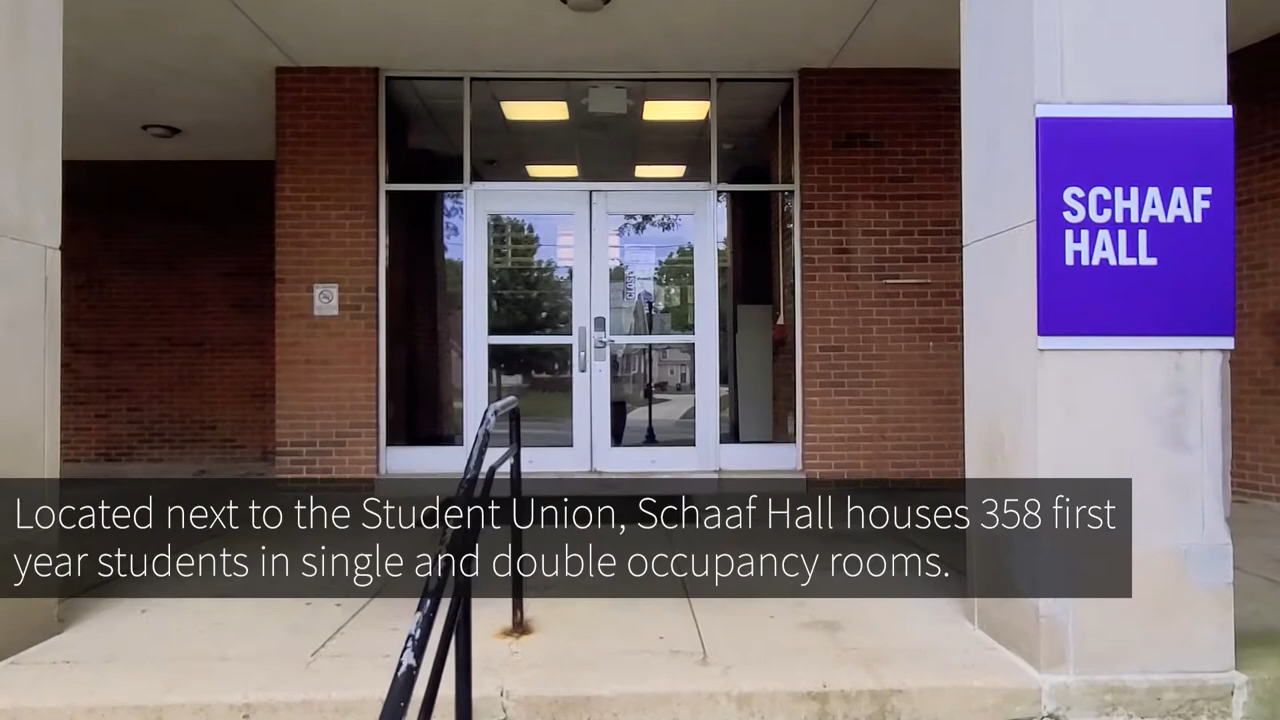 SCHAAF
HALL
Located next to the Student Union, Schaaf Hall houses 358 first
year students in single and double occupancy rooms.